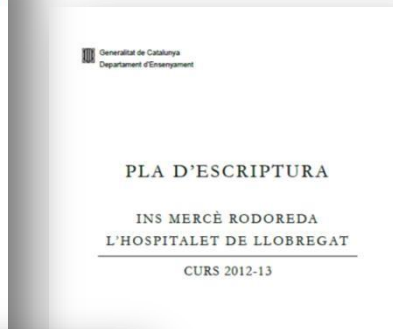 Generalitat de Catalunya
Departament d'Ensenyament
PLA D'ESCRIPTURA
INS MERCÈ RODOREDA
L'HOSPITALET DE LLOBREGAT
CURS 2012-13